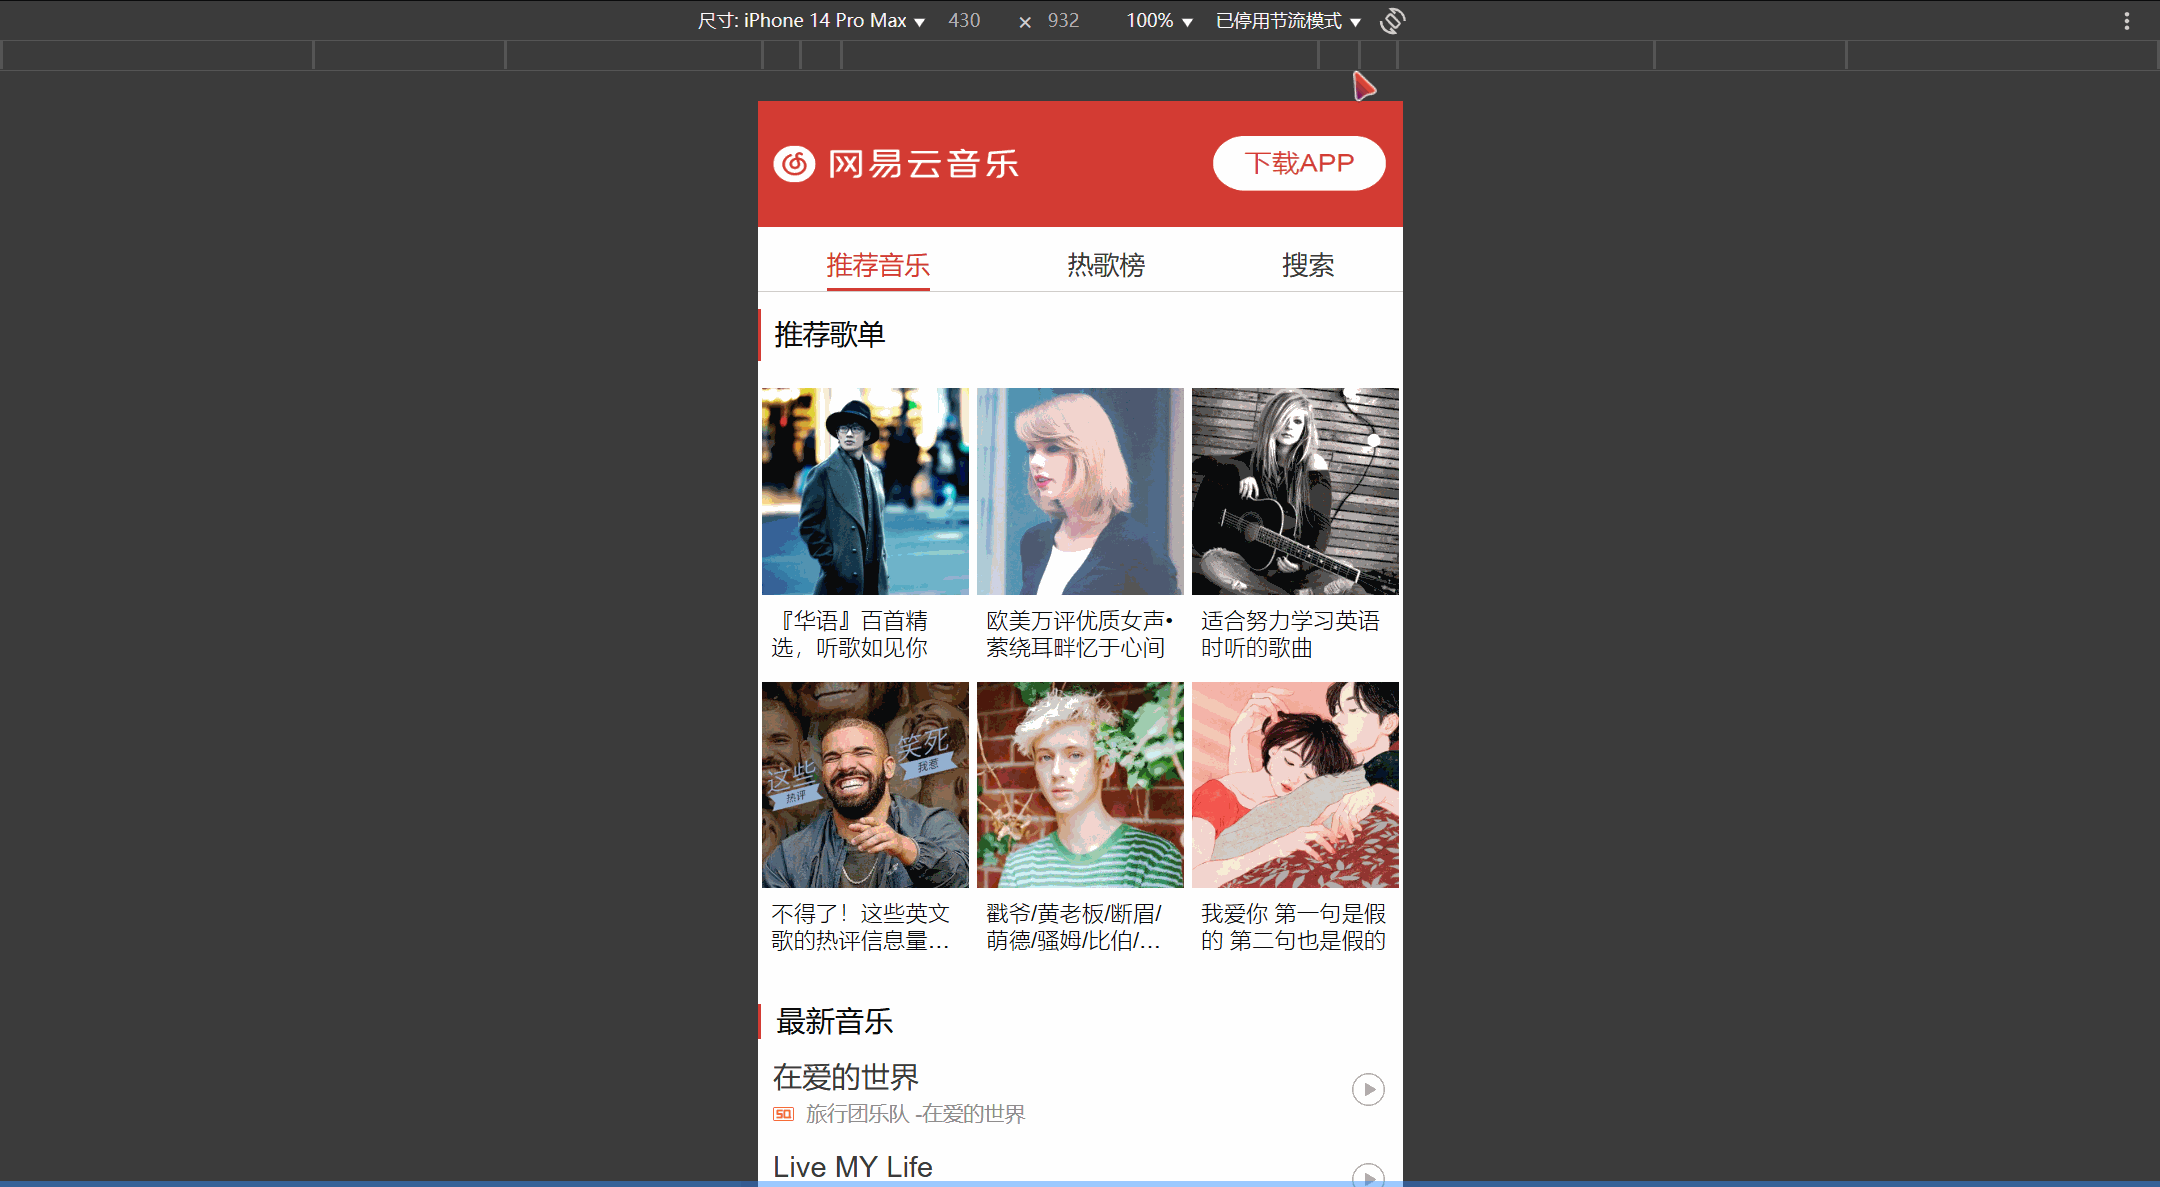 尺寸: iPhone 14 Pro Max ▼ 430 × 932 100% ▼ 已停用节流模式 ▼
网易云音乐 下载APP
推荐音乐 热歌榜 搜索
推荐歌单
『华语』百首精
选，听歌如见你
欧美万评优质女声•
萦绕耳畔忆于心间
适合努力学习英语
时听的歌曲
这些
热评
笑死
我惹
不得了！这些英文
歌的热评信息量…
戳爷/黄老板/断眉/
萌德/骚姆/比伯/…
我爱你 第一句是假
的 第二句也是假的
最新音乐
在爱的世界
SQ 旅行团乐队 -在爱的世界
Live MY Life